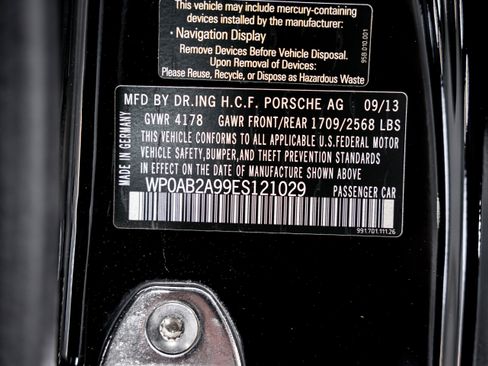 This vehicle may include mercury-containing
devices installed by the manufacturer:
• Navigation Display
Remove Devices Before Vehicle Disposal.
Upon Removal of Devices:
Please Reuse, Recycle, or Dispose as Hazardous Waste
95B.010.001
MFD BY DR.ING H.C.F. PORSCHE AG 09/13
GVWR 4178 GAWR FRONT/REAR 1709/2568 LBS
THIS VEHICLE CONFORMS TO ALL APPLICABLE U.S.FEDERAL MOTOR
VEHICLE SAFETY,BUMPER,AND THEFT PREVENTION STANDARDS
IN EFFECT ON THE DATE OF MANUFACTURE SHOWN ABOVE
WP0AB2A99ES121029 PASSENGER CAR
MADE IN GERMANY
991.701.111.26